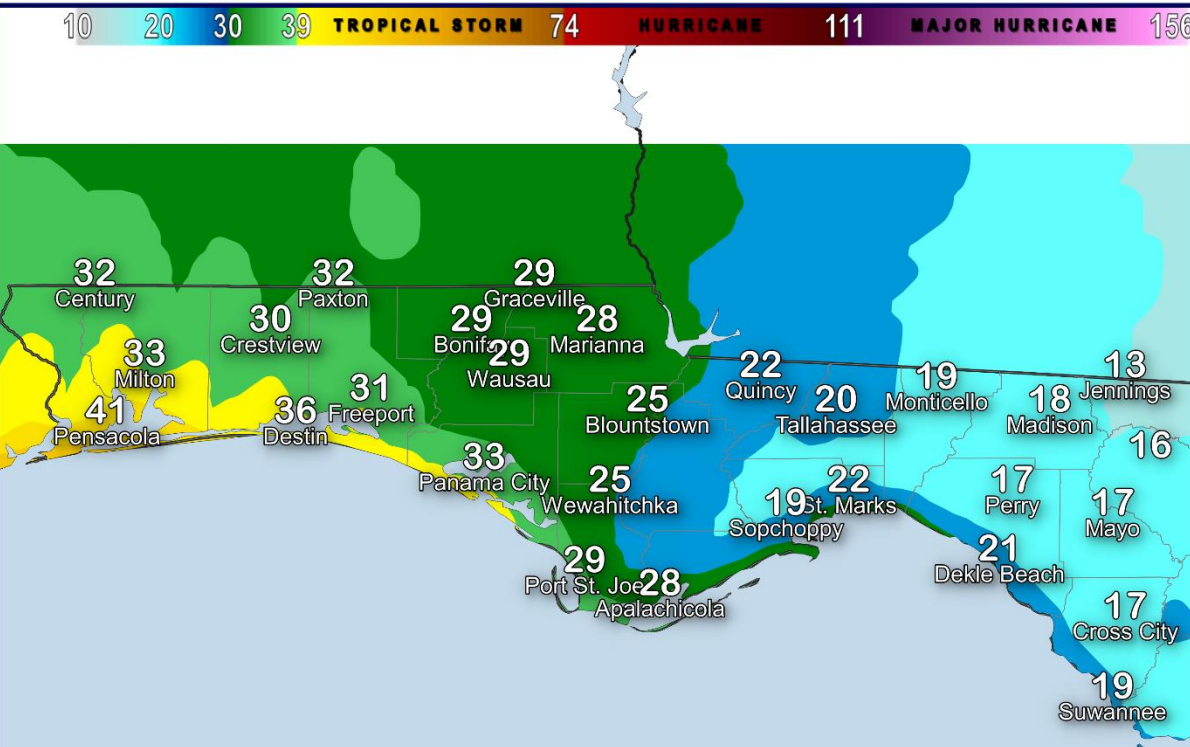 10 20 30 39 TROPICAL STORM 74 HURRICANE 111 MAJOR HURRICANE 156
32
Century
32
Paxton
29
Graceville
30
Crestview
29
Bonifay
28
Marianna
33
Milton
29
Wausau
22
Quincy
19
Monticello
13
Jennings
41
Pensacola
36
Destin
31
Freeport
25
Blountstown
20
Tallahassee
18
Madison
16
33
Panama City
25
Wewahitchka
19
Sopchoppy
22
St. Marks
17
Perry
17
Mayo
29
Port St. Joe
28
Apalachicola
21
Dekle Beach
17
Cross City
19
Suwannee